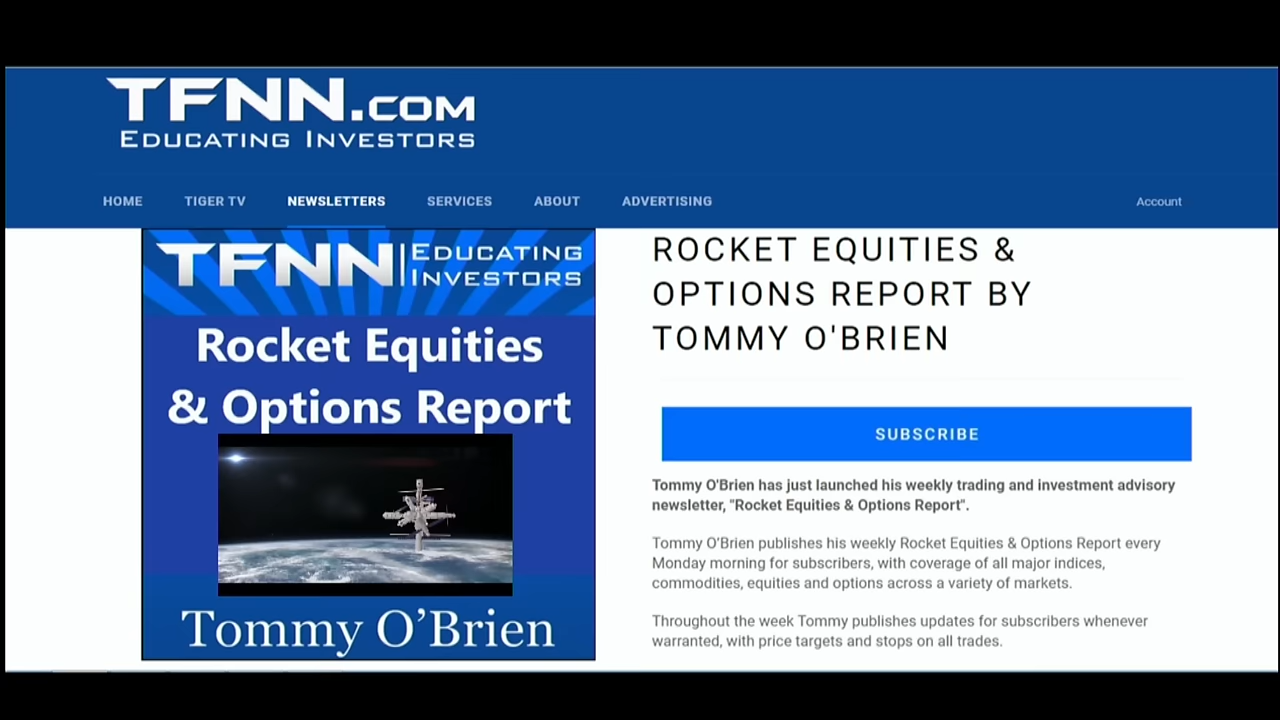 TFNN.COM
EDUCATING INVESTORS
HOME TIGER TV NEWSLETTERS SERVICES ABOUT ADVERTISING Account
TFNN EDUCATING
INVESTORS
Rocket Equities
& Options Report
Tommy O’Brien
ROCKET EQUITIES &
OPTIONS REPORT BY
TOMMY O'BRIEN
SUBSCRIBE
Tommy O'Brien has just launched his weekly trading and investment advisory
newsletter, "Rocket Equities & Options Report".
Tommy O’Brien publishes his weekly Rocket Equities & Options Report every
Monday morning for subscribers, with coverage of all major indices,
commodities, equities and options across a variety of markets.
Throughout the week Tommy publishes updates for subscribers whenever
warranted, with price targets and stops on all trades.